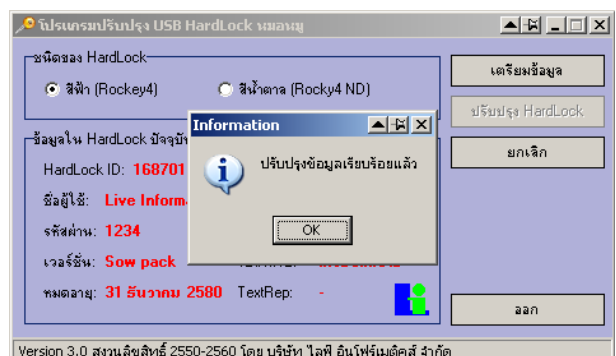 โปรแกรมปรับปรุง USB HardLock หมอหมู
ชนิดของ HardLock
สีฟ้า (Rockey4)
สีน้ำตาล (Rocky4 ND)
เตรียมข้อมูล
ปรับปรุง HardLock
ยกเลิก
ออก
Information
ปรับปรุงข้อมูลเรียบร้อยแล้ว
OK
ข้อมูลใน HardLock
HardLock ID: 168701
ชื่อผู้ใช้: Live
รหัสผ่าน: 1234
เวอร์ชั่น: Sow pack
หมดอายุ: 31 ธันวาคม 2580 TextRep: -
Version 3.0 สงวนลิขสิทธิ์ 2550-2560 โดย บริษัท ไลฟ์ อินโฟร์เมติคส์ จำกัด